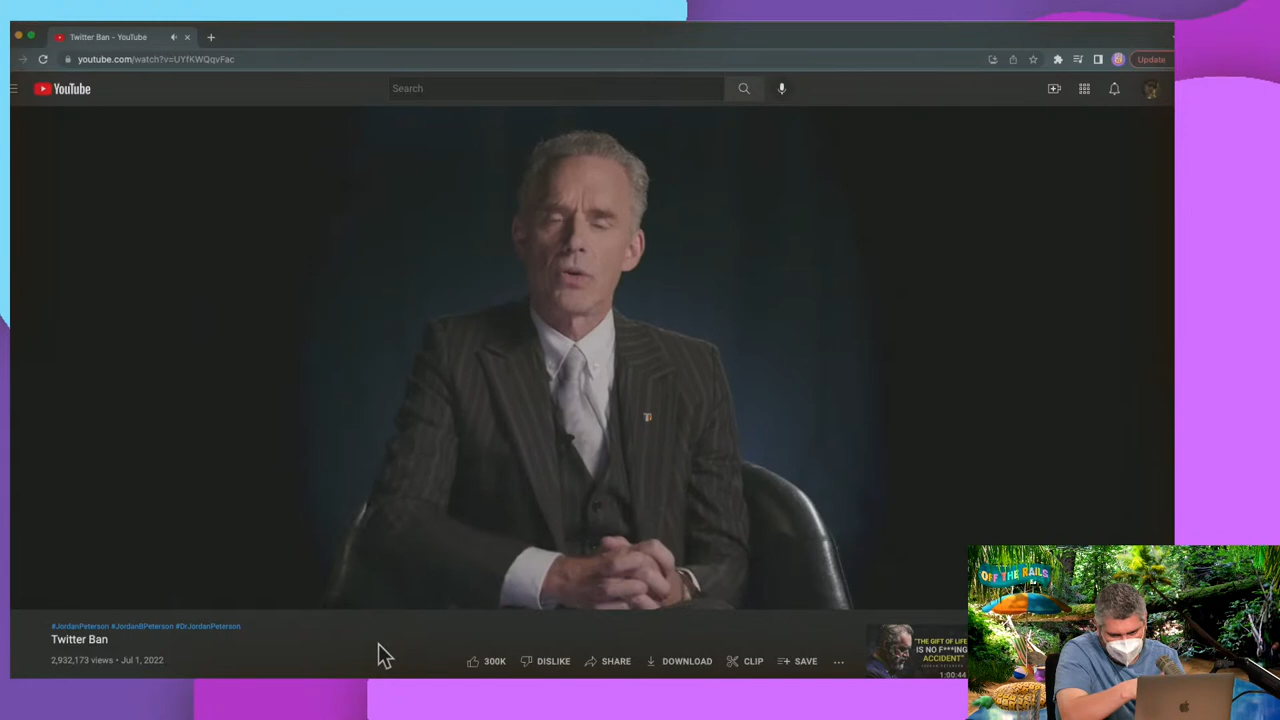 Twitter Ban - YouTube
youtube.com/watch?v=UYfKWQqvFac
Update
YouTube
Search
#JordanPeterson #JordanBPeterson #DrJordanPeterson
Twitter Ban
2,932,173 views • Jul 1, 2022
300K DISLIKE SHARE DOWNLOAD CLIP SAVE
"THE GIFT OF LIFE
IS NO F***ING
ACCIDENT"
1:00:44
OFF THE RAILS